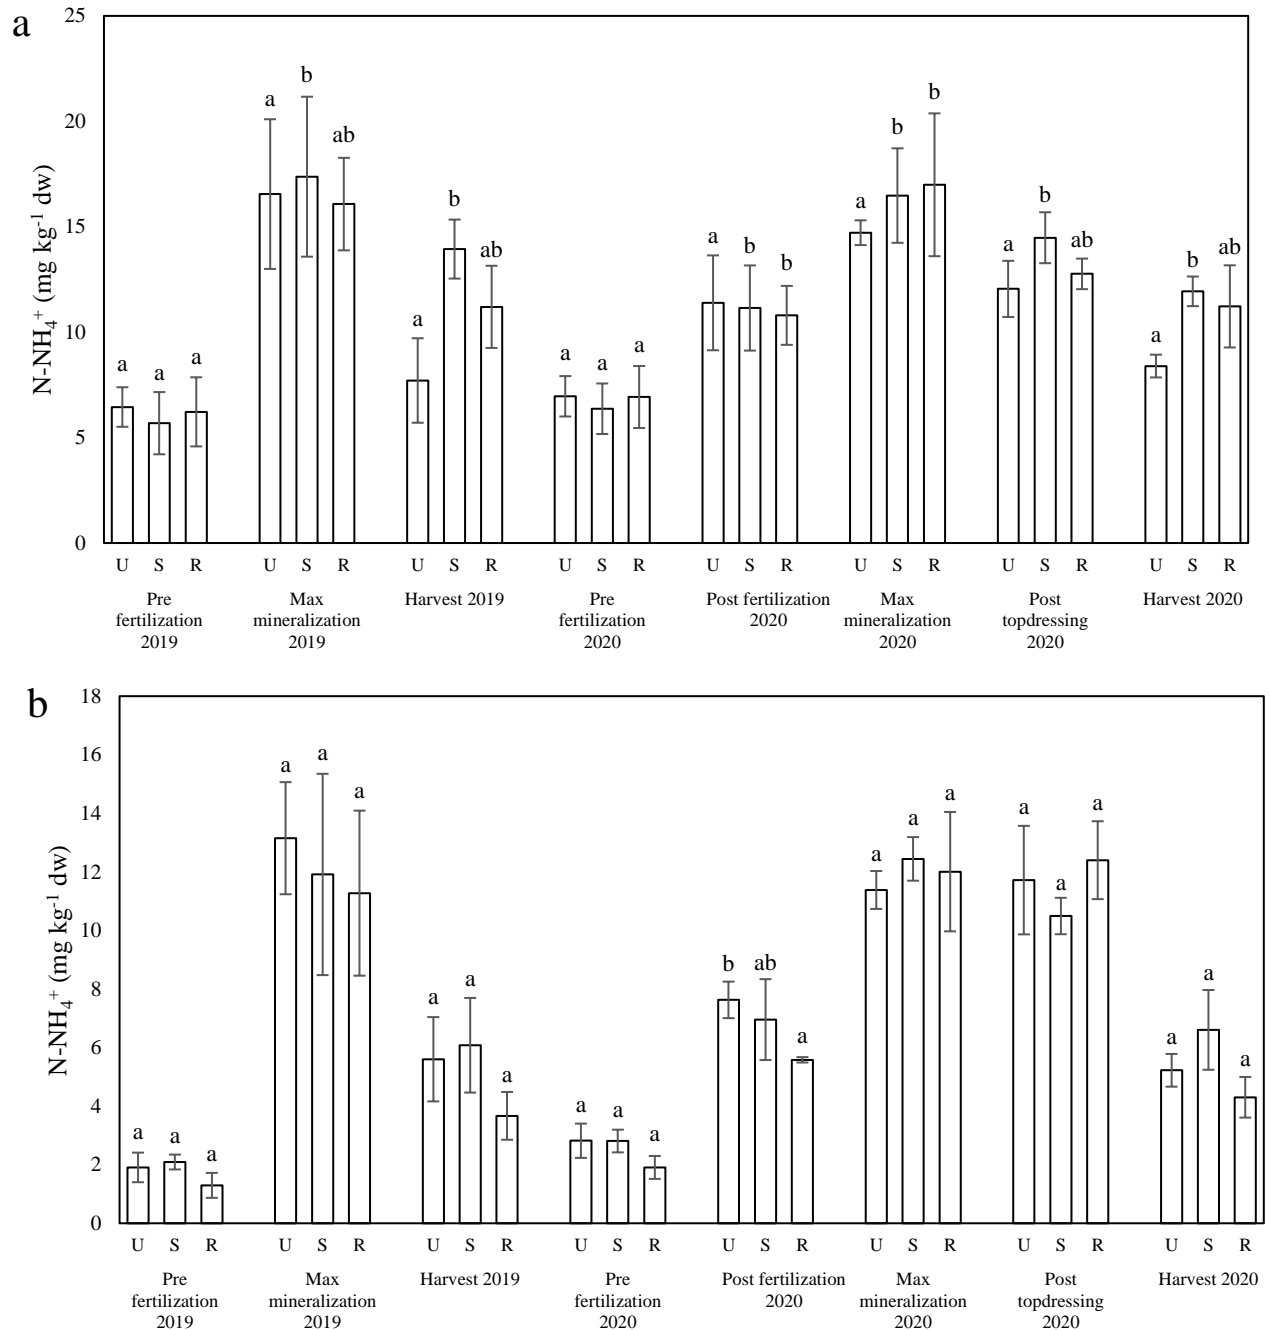 a
25
20
15
10
5
0
N-NH₄⁺ (mg kg⁻¹ dw)
a a a
a b ab
a b ab
a a a
a b b
a b b
a b ab
a b ab
U S R U S R U S R U S R U S R U S R U S R U S R
Pre
fertilization
2019
Max
mineralization
2019
Harvest 2019
Pre
fertilization
2020
Post fertilization
2020
Max
mineralization
2020
Post
topdressing
2020
Harvest 2020
b
18
16
14
12
10
8
6
4
2
0
N-NH₄⁺ (mg kg⁻¹ dw)
a a a
a a a
a a a
a a a
b ab a
a a a
a a a
a a a
U S R U S R U S R U S R U S R U S R U S R U S R
Pre
fertilization
2019
Max
mineralization
2019
Harvest 2019
Pre
fertilization
2020
Post fertilization
2020
Max
mineralization
2020
Post
topdressing
2020
Harvest 2020